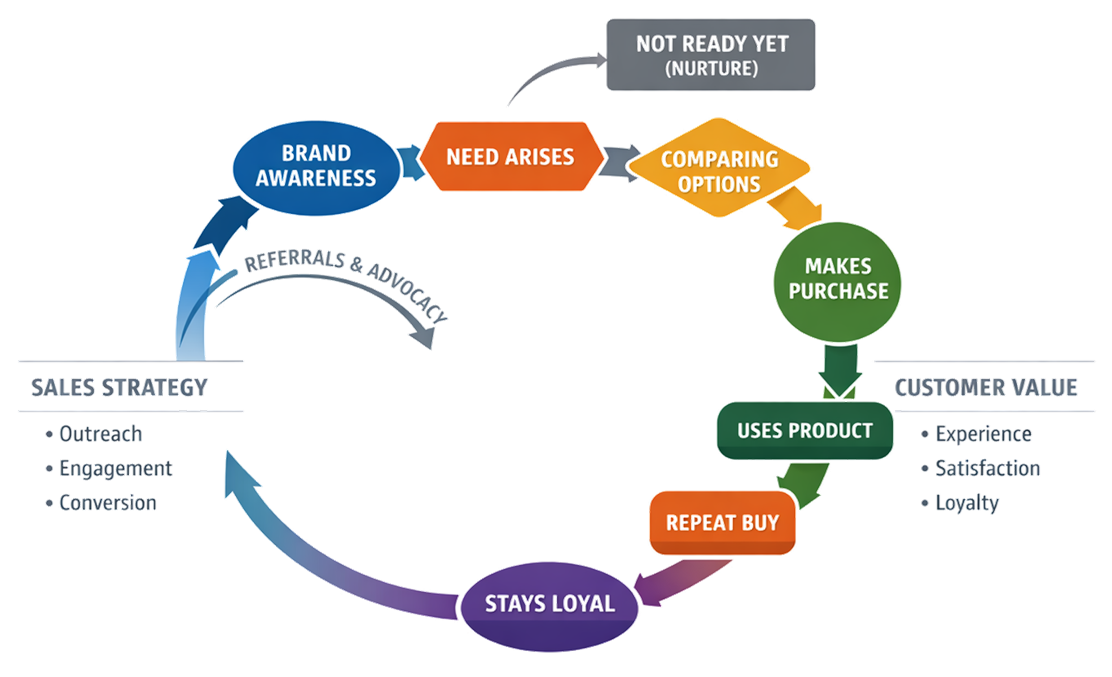 NOT READY YET
(NURTURE)
BRAND
AWARENESS
NEED ARISES
COMPARING
OPTIONS
REFERRALS & ADVOCACY
MAKES
PURCHASE
SALES STRATEGY
• Outreach
• Engagement
• Conversion
CUSTOMER VALUE
• Experience
• Satisfaction
• Loyalty
USES PRODUCT
REPEAT BUY
STAYS LOYAL